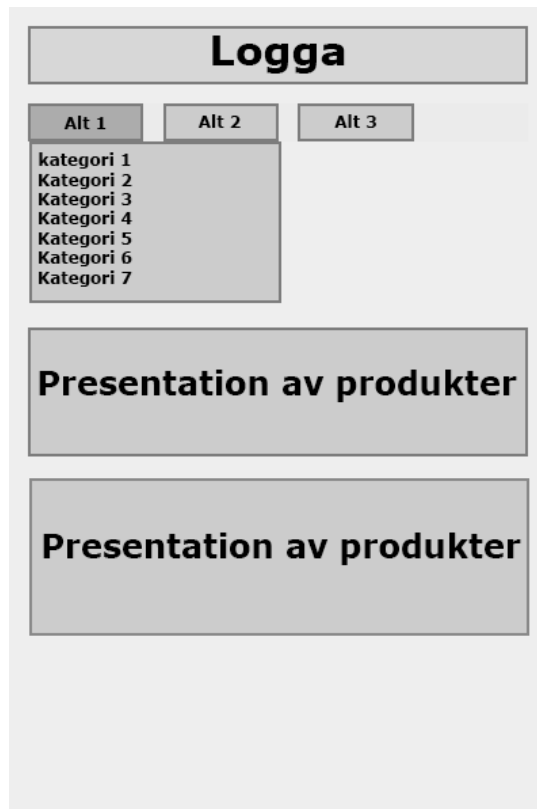 Logga
Alt 1 Alt 2 Alt 3
kategori 1
Kategori 2
Kategori 3
Kategori 4
Kategori 5
Kategori 6
Kategori 7
Presentation av produkter
Presentation av produkter